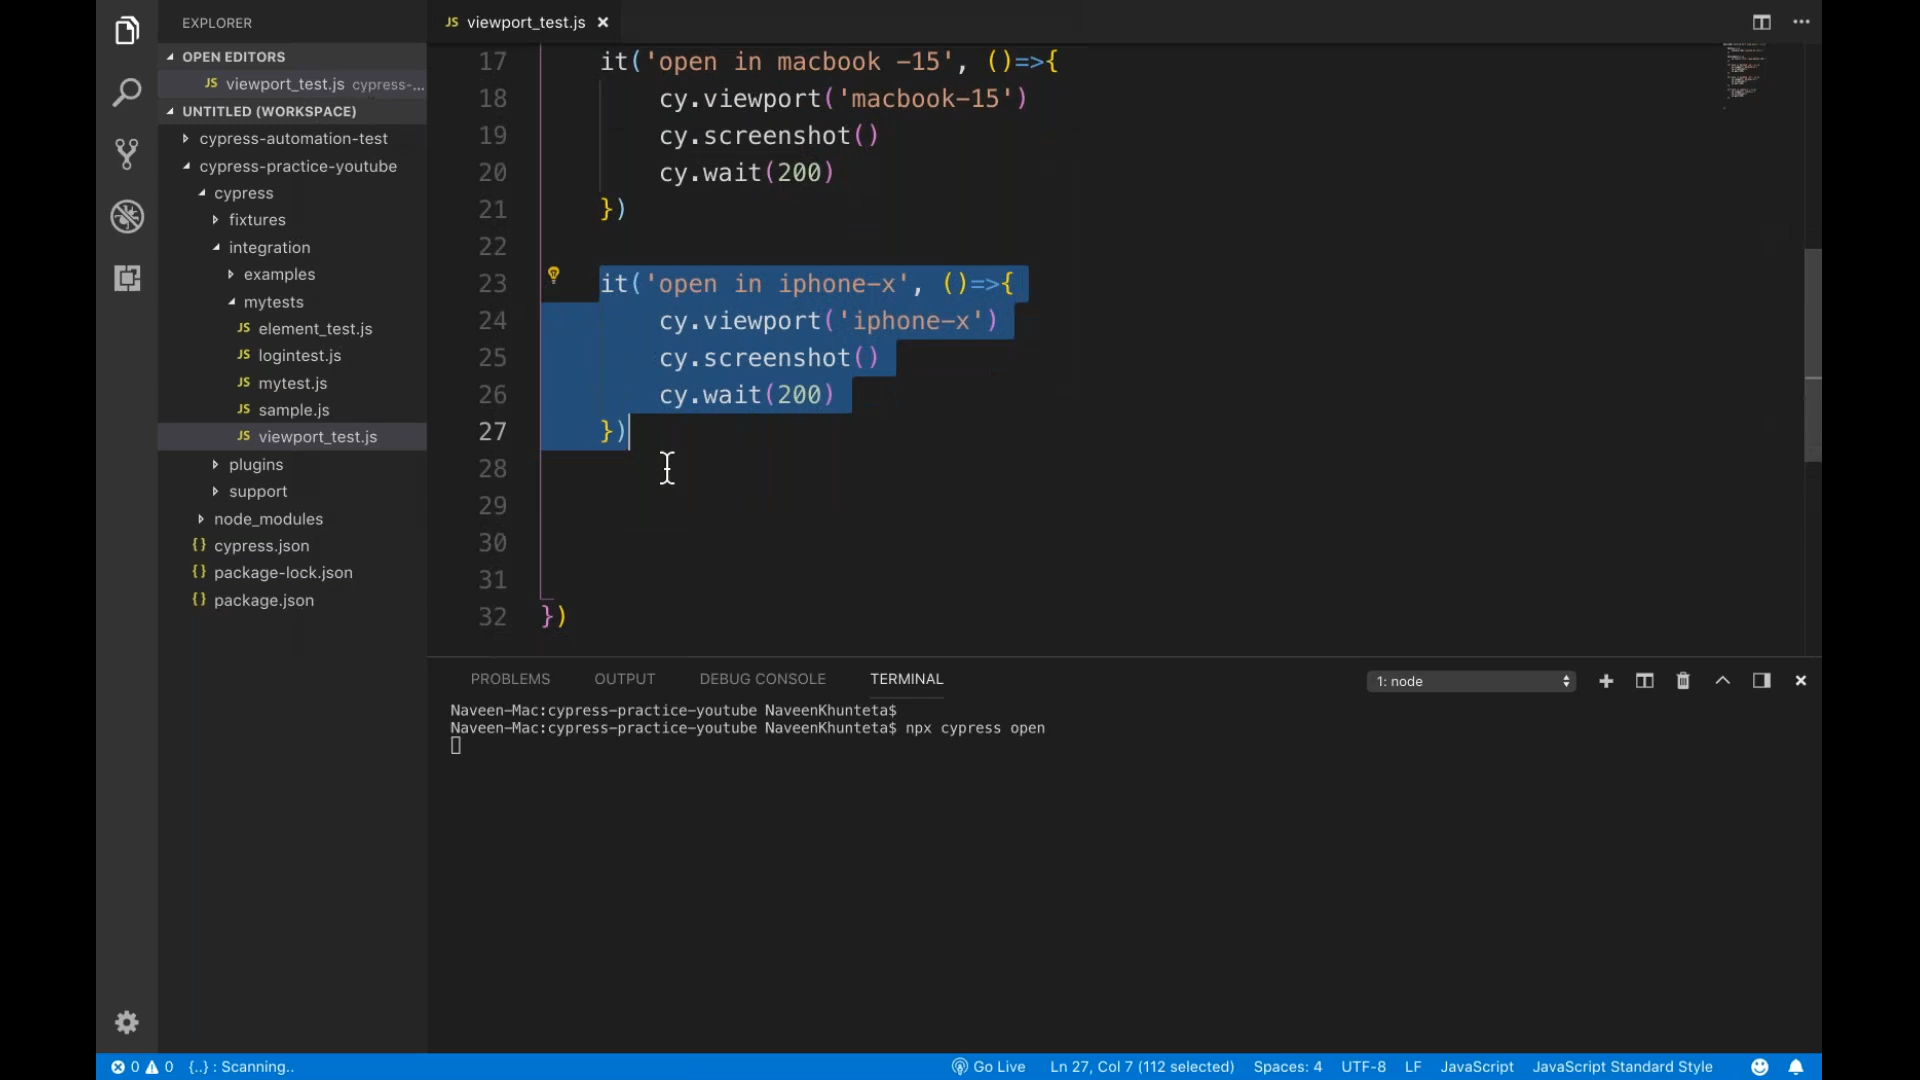 EXPLORER
OPEN EDITORS
JS viewport_test.js cypress-...
UNTITLED (WORKSPACE)
cypress-automation-test
cypress-practice-youtube
cypress
fixtures
integration
examples
mytests
JS element_test.js
JS logintest.js
JS mytest.js
JS sample.js
JS viewport_test.js
plugins
support
node_modules
{} cypress.json
{} package-lock.json
{} package.json
JS viewport_test.js
17 it('open in macbook -15', ()=>{
18 cy.viewport('macbook-15')
19 cy.screenshot()
20 cy.wait(200)
21 })
22
23 it('open in iphone-x', ()=>{
24 cy.viewport('iphone-x')
25 cy.screenshot()
26 cy.wait(200)
27 })
28
29
30
31
32 })
PROBLEMS OUTPUT DEBUG CONSOLE TERMINAL 1: node
Naveen-Mac:cypress-practice-youtube NaveenKhunteta$
Naveen-Mac:cypress-practice-youtube NaveenKhunteta$ npx cypress open
0 0 {..} : Scanning.. Go Live Ln 27, Col 7 (112 selected) Spaces: 4 UTF-8 LF JavaScript JavaScript Standard Style